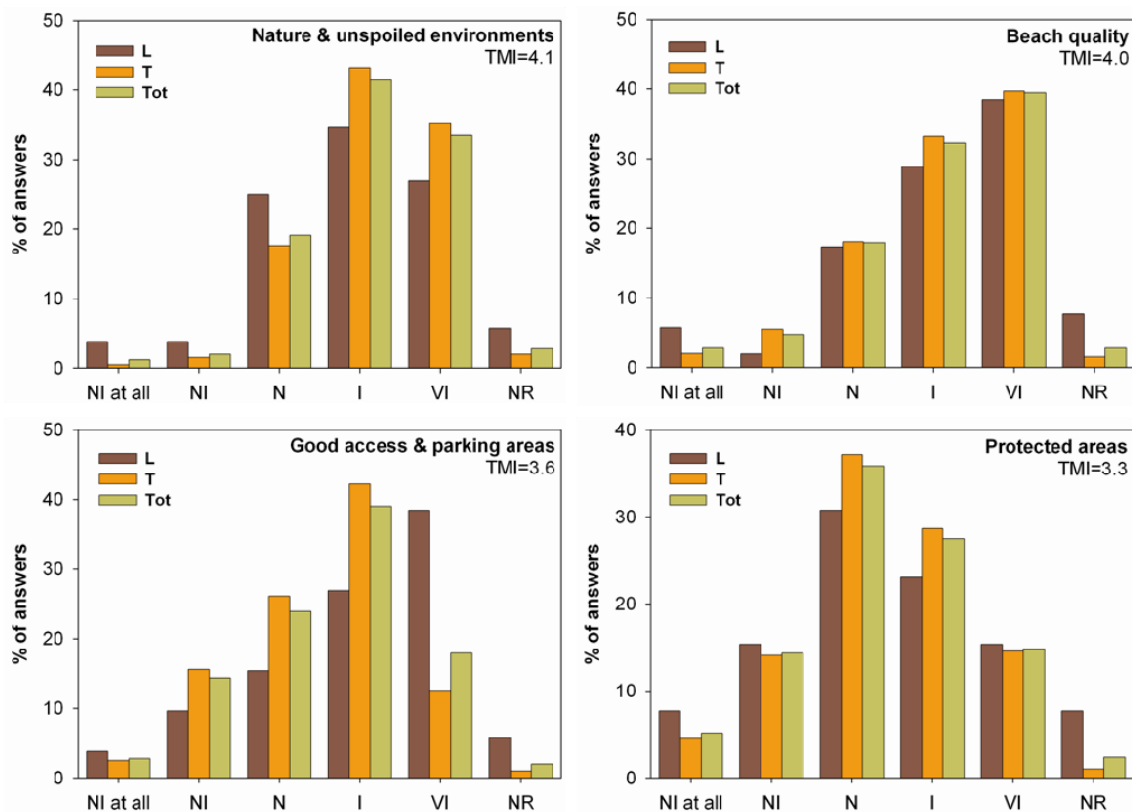 Nature & unspoiled environments
TMI=4.1
L
T
Tot
% of answers
50
40
30
20
10
0
NI at all NI N I VI NR
Beach quality
TMI=4.0
L
T
Tot
% of answers
50
40
30
20
10
0
NI at all NI N I VI NR
Good access & parking areas
TMI=3.6
L
T
Tot
% of answers
50
40
30
20
10
0
NI at all NI N I VI NR
Protected areas
TMI=3.3
L
T
Tot
% of answers
40
30
20
10
0
NI at all NI N I VI NR